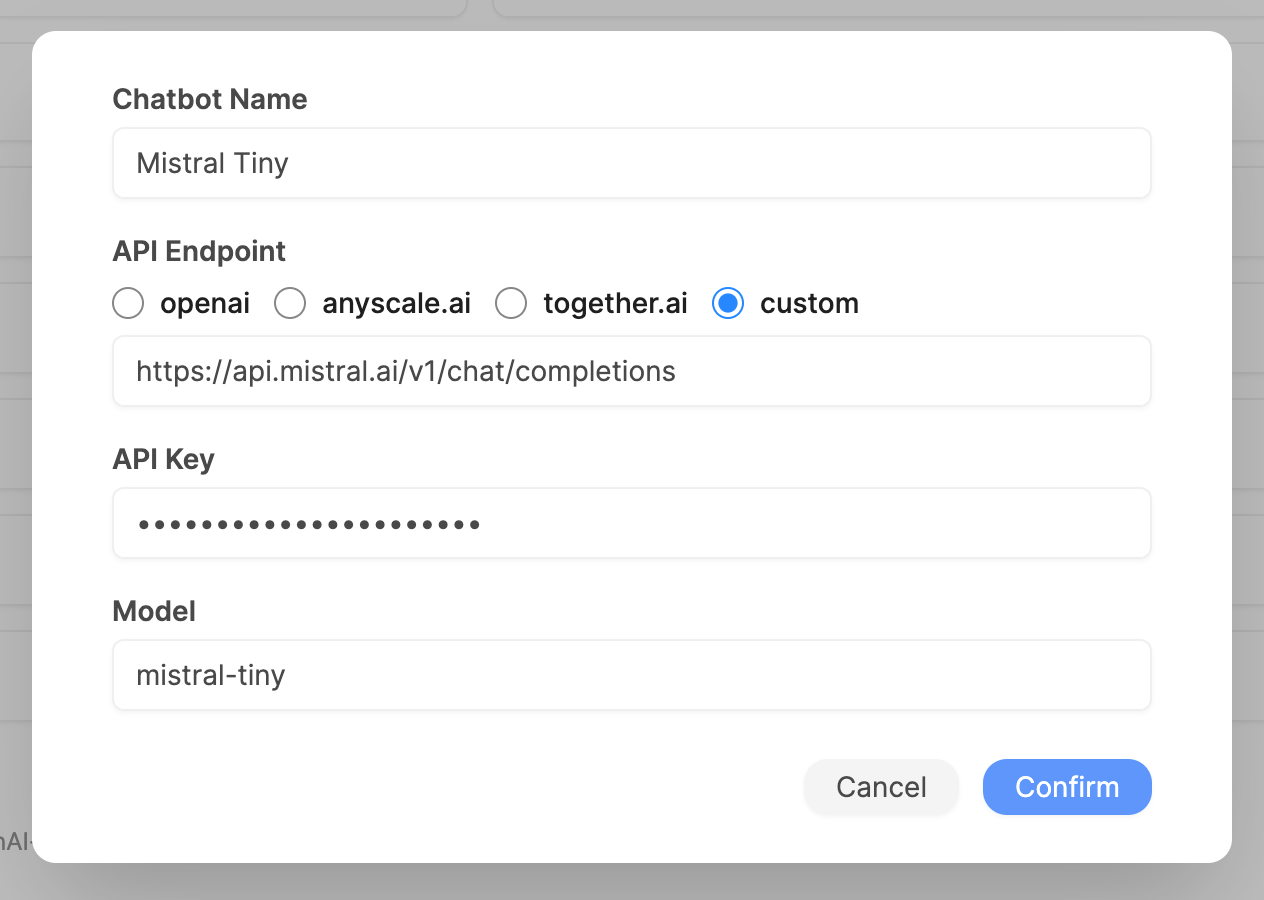 Chatbot Name
Mistral Tiny
API Endpoint
openai anyscale.ai together.ai custom
https://api.mistral.ai/v1/chat/completions
API Key
••••••••••••••••••••••
Model
mistral-tiny
Cancel Confirm